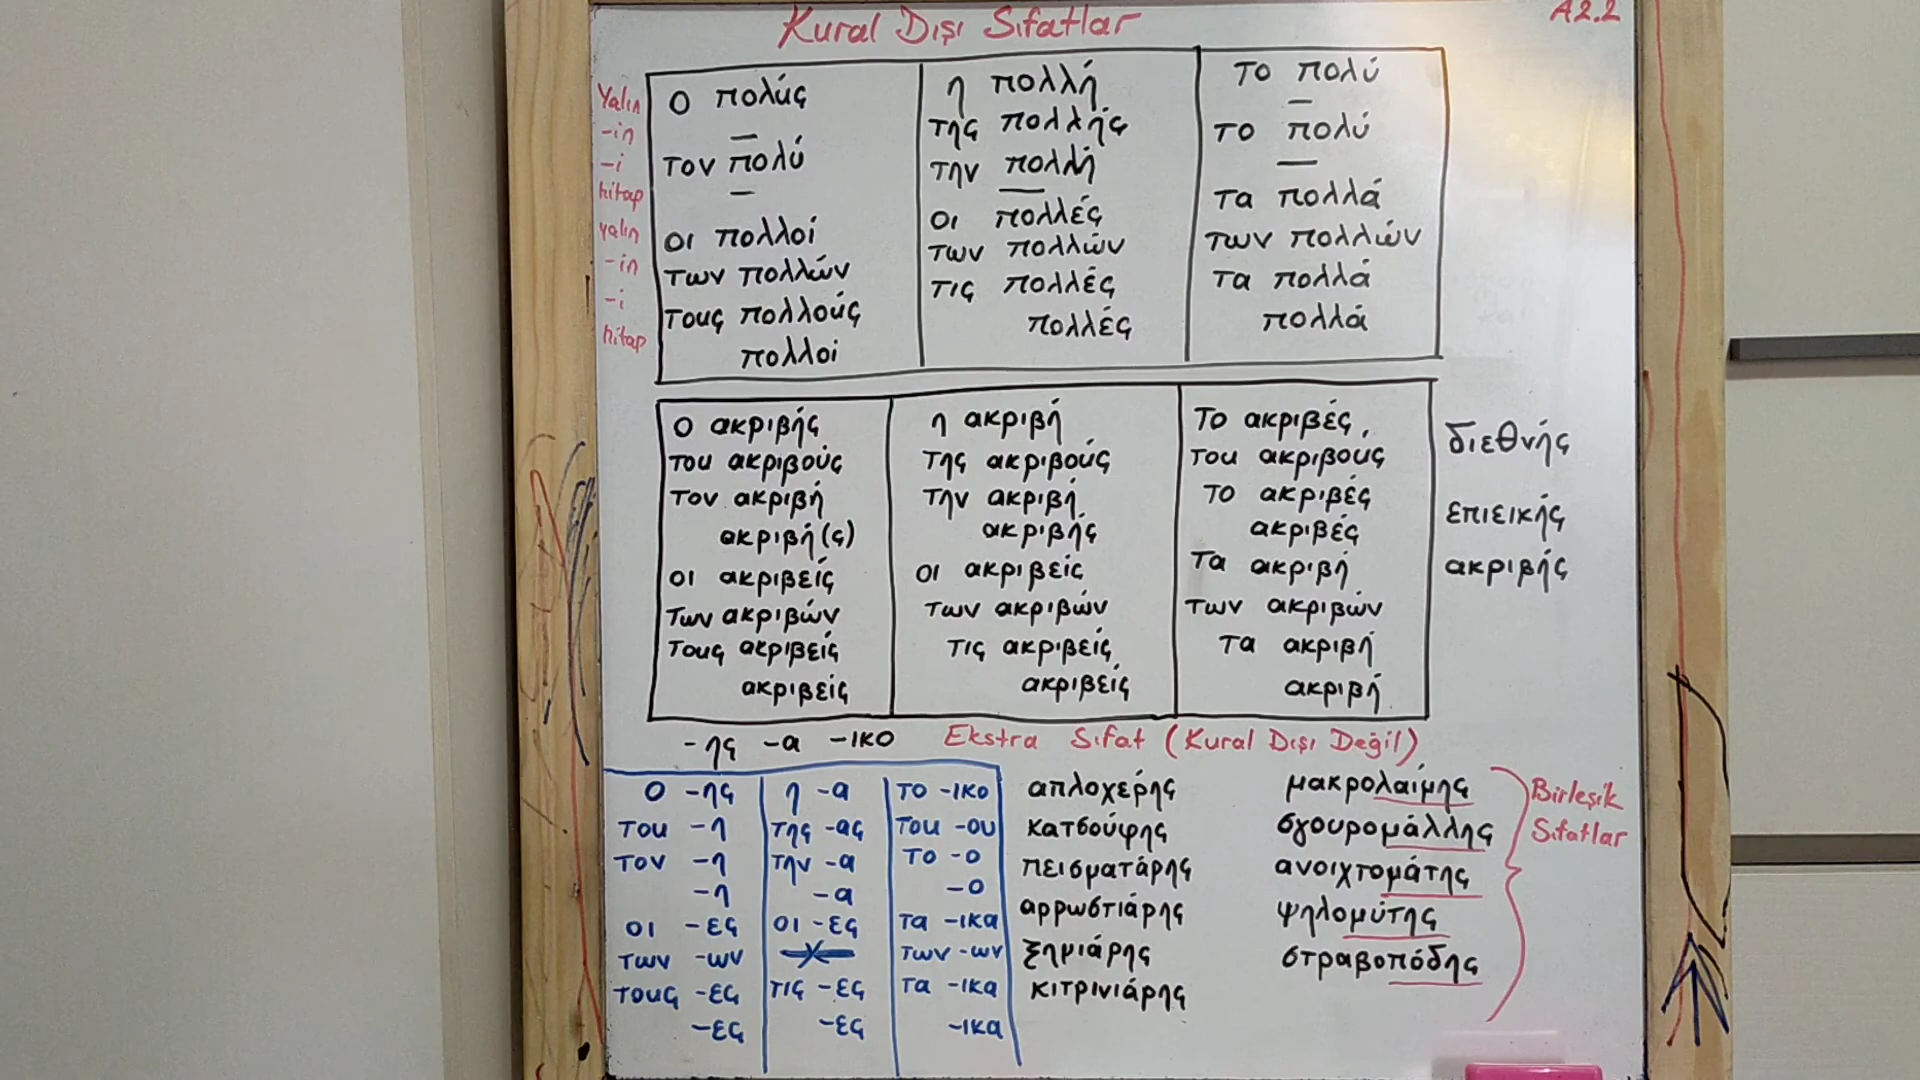 Kural Dışı Sıfatlar
A2.2
Yalın
-in
-i
hitap
yalın
-in
-i
hitap
ο πολύς
—
τον πολύ
—
οι πολλοί
των πολλών
τους πολλούς
πολλοί
η πολλή
της πολλής
την πολλή
—
οι πολλές
των πολλών
τις πολλές
πολλές
το πολύ
—
το πολύ
—
τα πολλά
των πολλών
τα πολλά
πολλά
ο ακριβής
του ακριβούς
τον ακριβή
ακριβή(ς)
οι ακριβείς
των ακριβών
τους ακριβείς
ακριβείς
η ακριβή
της ακριβούς
την ακριβή
ακριβής
οι ακριβείς
των ακριβών
τις ακριβείς
ακριβείς
το ακριβές
του ακριβους
το ακριβές
ακριβές
τα ακριβή
των ακριβών
τα ακριβή
ακριβή
διεθνής
επιεικής
ακριβής
-ης -α -ικο
Ekstra Sıfat (Kural Dışı Değil)
ο -ης
του -η
τον -η
-η
οι -ες
των -ων
τους -ες
-ες
η -α
της -ας
την -α
-α
οι -ες
τις -ες
-ες
το -ικο
του -ου
το -ο
-ο
τα -ικα
των -ων
τα -ικα
-ικα
απλοχέρης
κατσούφης
πεισματάρης
αρρωστιάρης
ξημιάρης
κιτρινιάρης
μακρολαίμης
σγουρομάλλης
ανοιχτομάτης
ψηλομύτης
στραβοπόδης
Birleşik
Sıfatlar